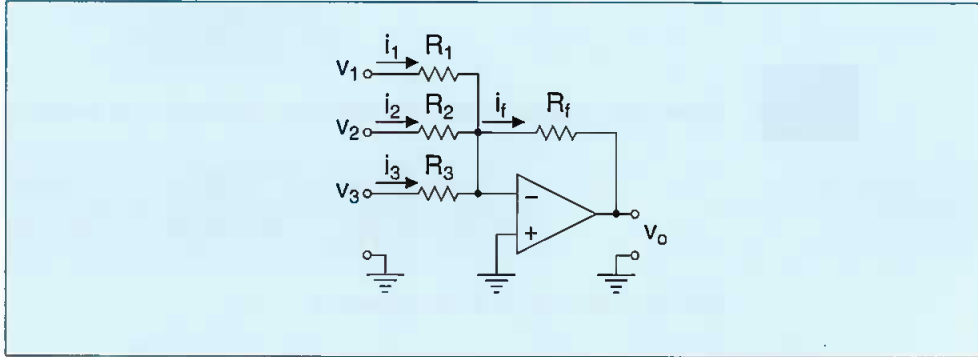 i1 R1
v1
i2 R2 if Rf
v2
i3 R3
v3
−
+
vo